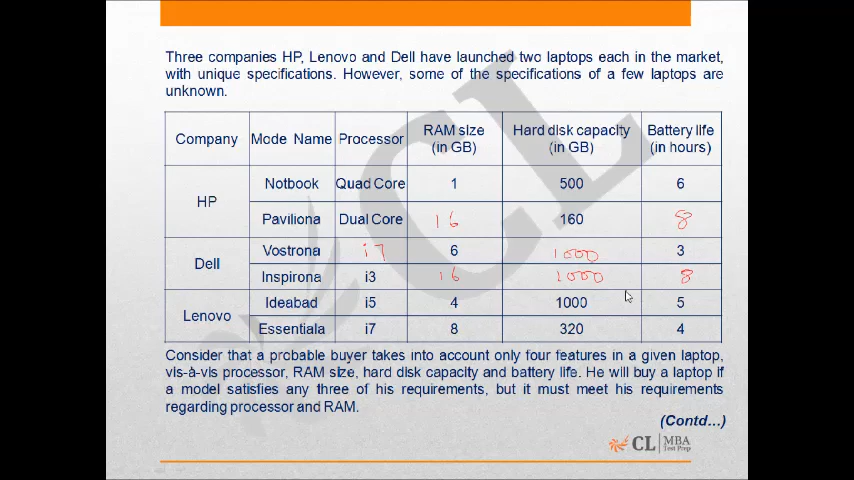 Three companies HP, Lenovo and Dell have launched two laptops each in the market,
with unique specifications. However, some of the specifications of a few laptops are
unknown.
Company Mode Name Processor RAM size (in GB) Hard disk capacity (in GB) Battery life (in hours)
HP
Notbook Quad Core 1 500 6
Paviliona Dual Core 16 160 8
Dell
Vostrona i7 6 1000 3
Inspirona i3 16 1000 8
Lenovo
Ideabad i5 4 1000 5
Essentiala i7 8 320 4
Consider that a probable buyer takes into account only four features in a given laptop,
vis-à-vis processor, RAM size, hard disk capacity and battery life. He will buy a laptop if
a model satisfies any three of his requirements, but it must meet his requirements
regarding processor and RAM.
(Contd...)
CL MBA
Test Prep
CL